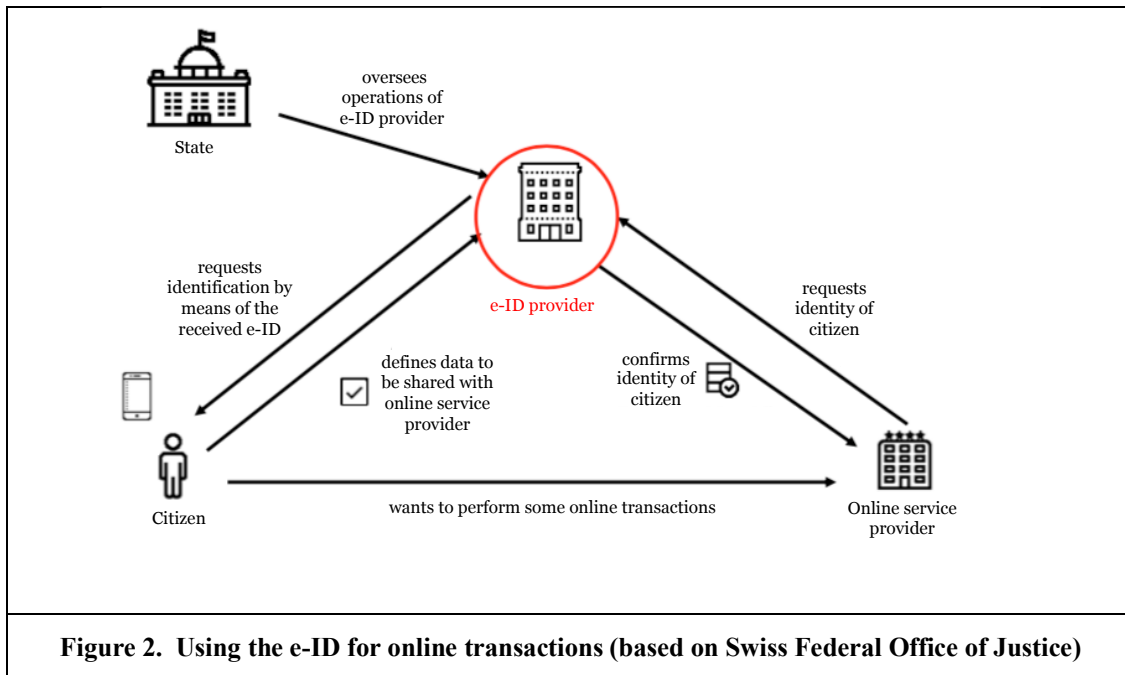 oversees
operations of
e-ID provider
State
e-ID provider
requests
identification by
means of the
received e-ID
requests
identity of
citizen
defines data to
be shared with
online service
provider
confirms
identity of
citizen
Citizen
wants to perform some online transactions
Online service
provider
Figure 2.  Using the e-ID for online transactions (based on Swiss Federal Office of Justice)